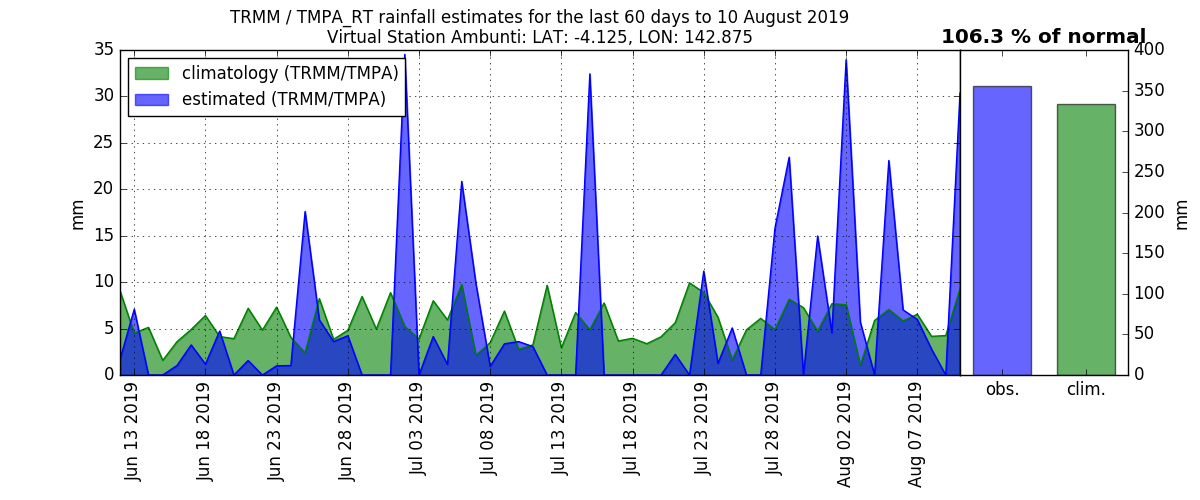 TRMM / TMPA_RT rainfall estimates for the last 60 days to 10 August 2019
Virtual Station Ambunti: LAT: -4.125, LON: 142.875
106.3 % of normal
climatology (TRMM/TMPA)
estimated (TRMM/TMPA)
35
30
25
20
15
10
5
0
mm
Jun 13 2019
Jun 18 2019
Jun 23 2019
Jun 28 2019
Jul 03 2019
Jul 08 2019
Jul 13 2019
Jul 18 2019
Jul 23 2019
Jul 28 2019
Aug 02 2019
Aug 07 2019
400
350
300
250
200
150
100
50
0
mm
obs.
clim.